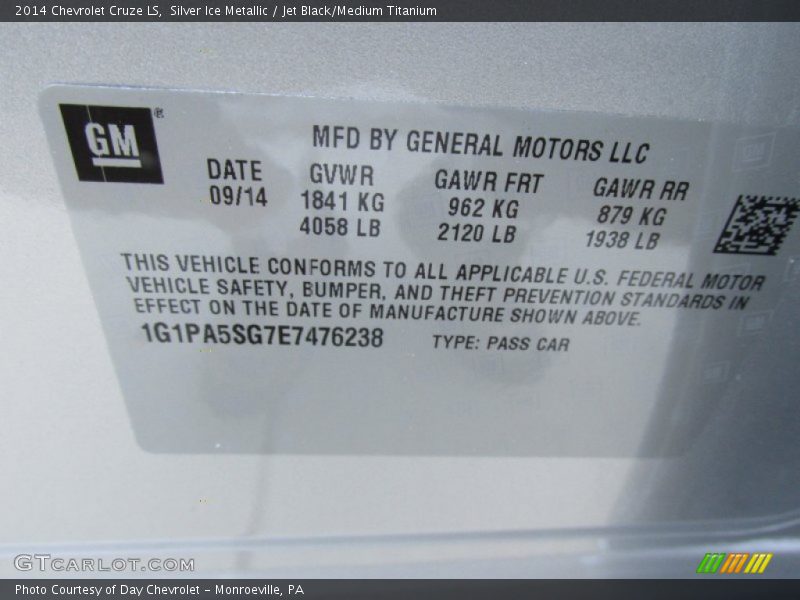 2014 Chevrolet Cruze LS, Silver Ice Metallic / Jet Black/Medium Titanium
GM ®
MFD BY GENERAL MOTORS LLC
DATE GVWR GAWR FRT GAWR RR
09/14 1841 KG 962 KG 879 KG
4058 LB 2120 LB 1938 LB
THIS VEHICLE CONFORMS TO ALL APPLICABLE U.S. FEDERAL MOTOR
VEHICLE SAFETY, BUMPER, AND THEFT PREVENTION STANDARDS IN
EFFECT ON THE DATE OF MANUFACTURE SHOWN ABOVE.
1G1PA5SG7E7476238 TYPE: PASS CAR
GTCARLOT.COM
Photo Courtesy of Day Chevrolet – Monroeville, PA